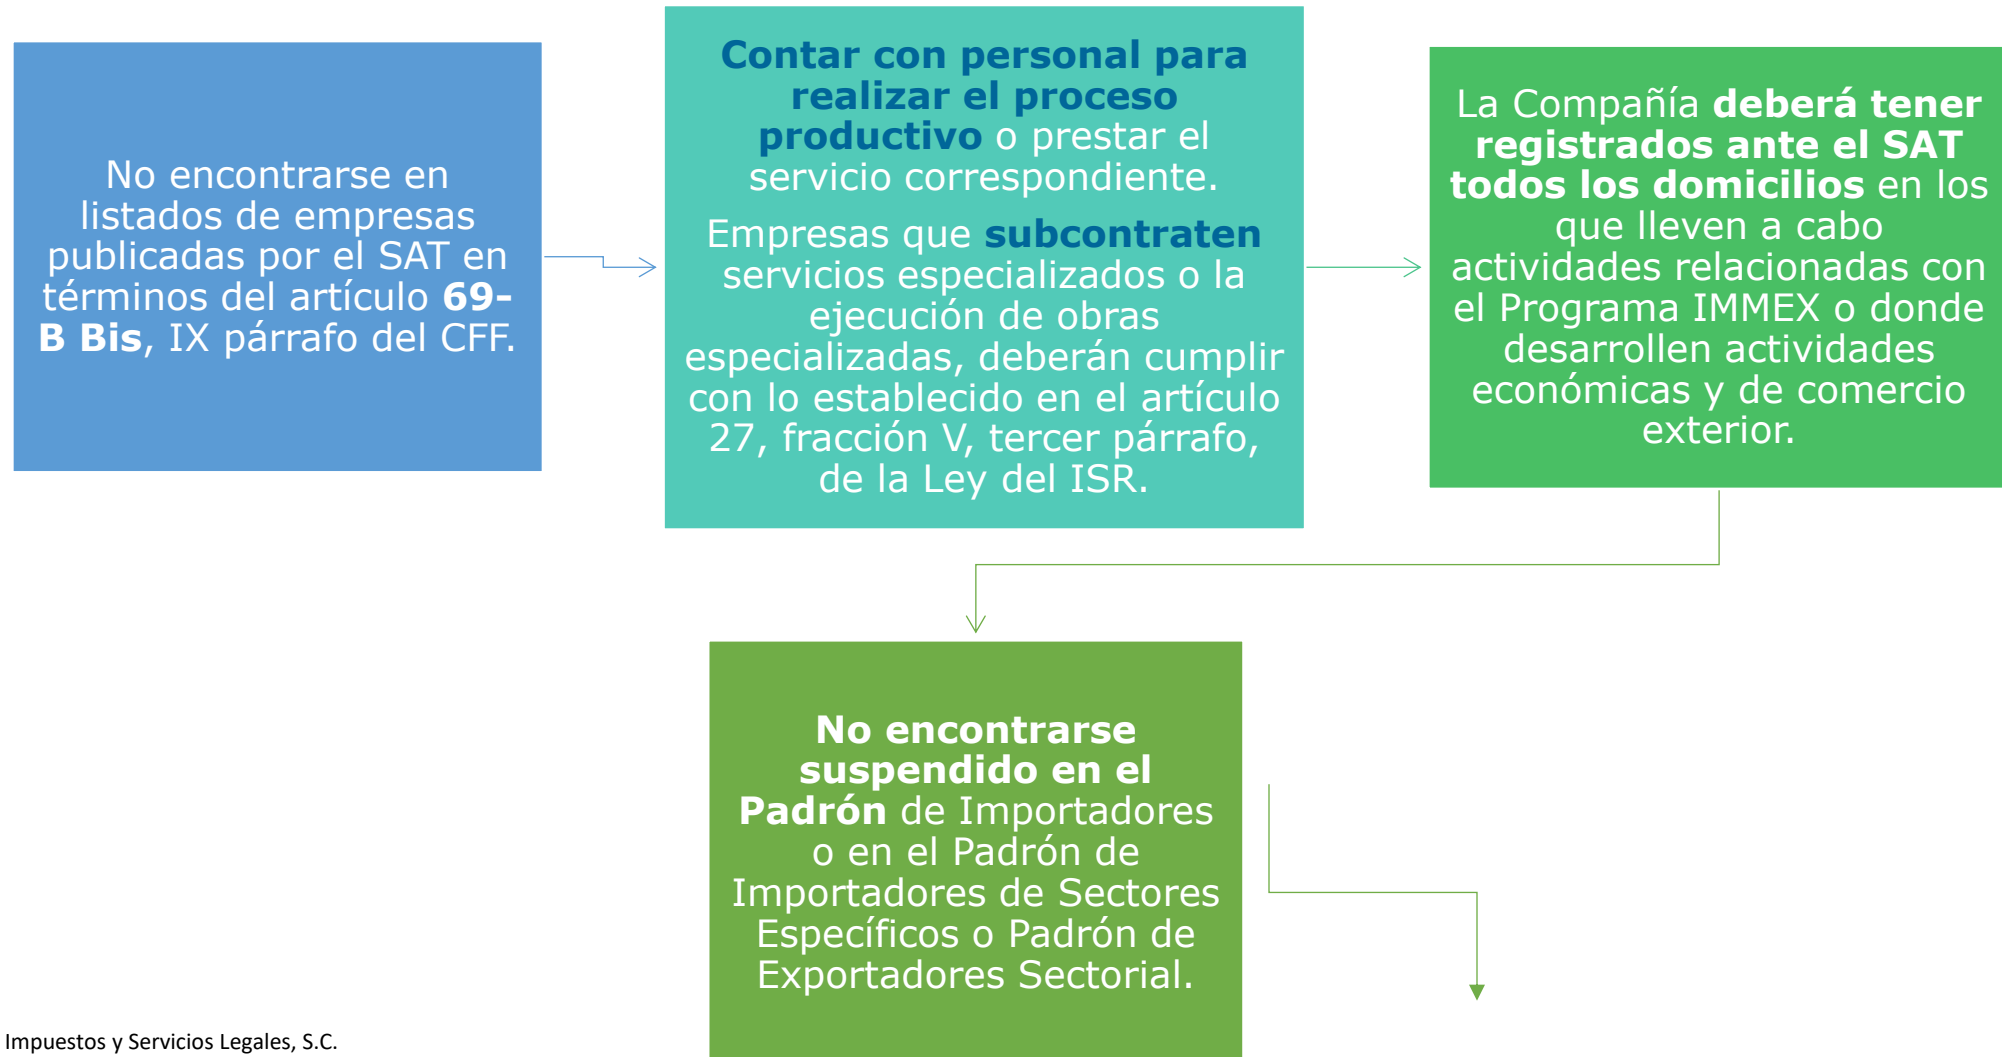 No encontrarse en
listados de empresas
publicadas por el SAT en
términos del artículo 69-
B Bis, IX párrafo del CFF.
Contar con personal para
realizar el proceso
productivo o prestar el
servicio correspondiente.
Empresas que subcontraten
servicios especializados o la
ejecución de obras
especializadas, deberán cumplir
con lo establecido en el artículo
27, fracción V, tercer párrafo,
de la Ley del ISR.
La Compañía deberá tener
registrados ante el SAT
todos los domicilios en los
que lleven a cabo
actividades relacionadas con
el Programa IMMEX o donde
desarrollen actividades
económicas y de comercio
exterior.
No encontrarse
suspendido en el
Padrón de Importadores
o en el Padrón de
Importadores de Sectores
Específicos o Padrón de
Exportadores Sectorial.
Impuestos y Servicios Legales, S.C.